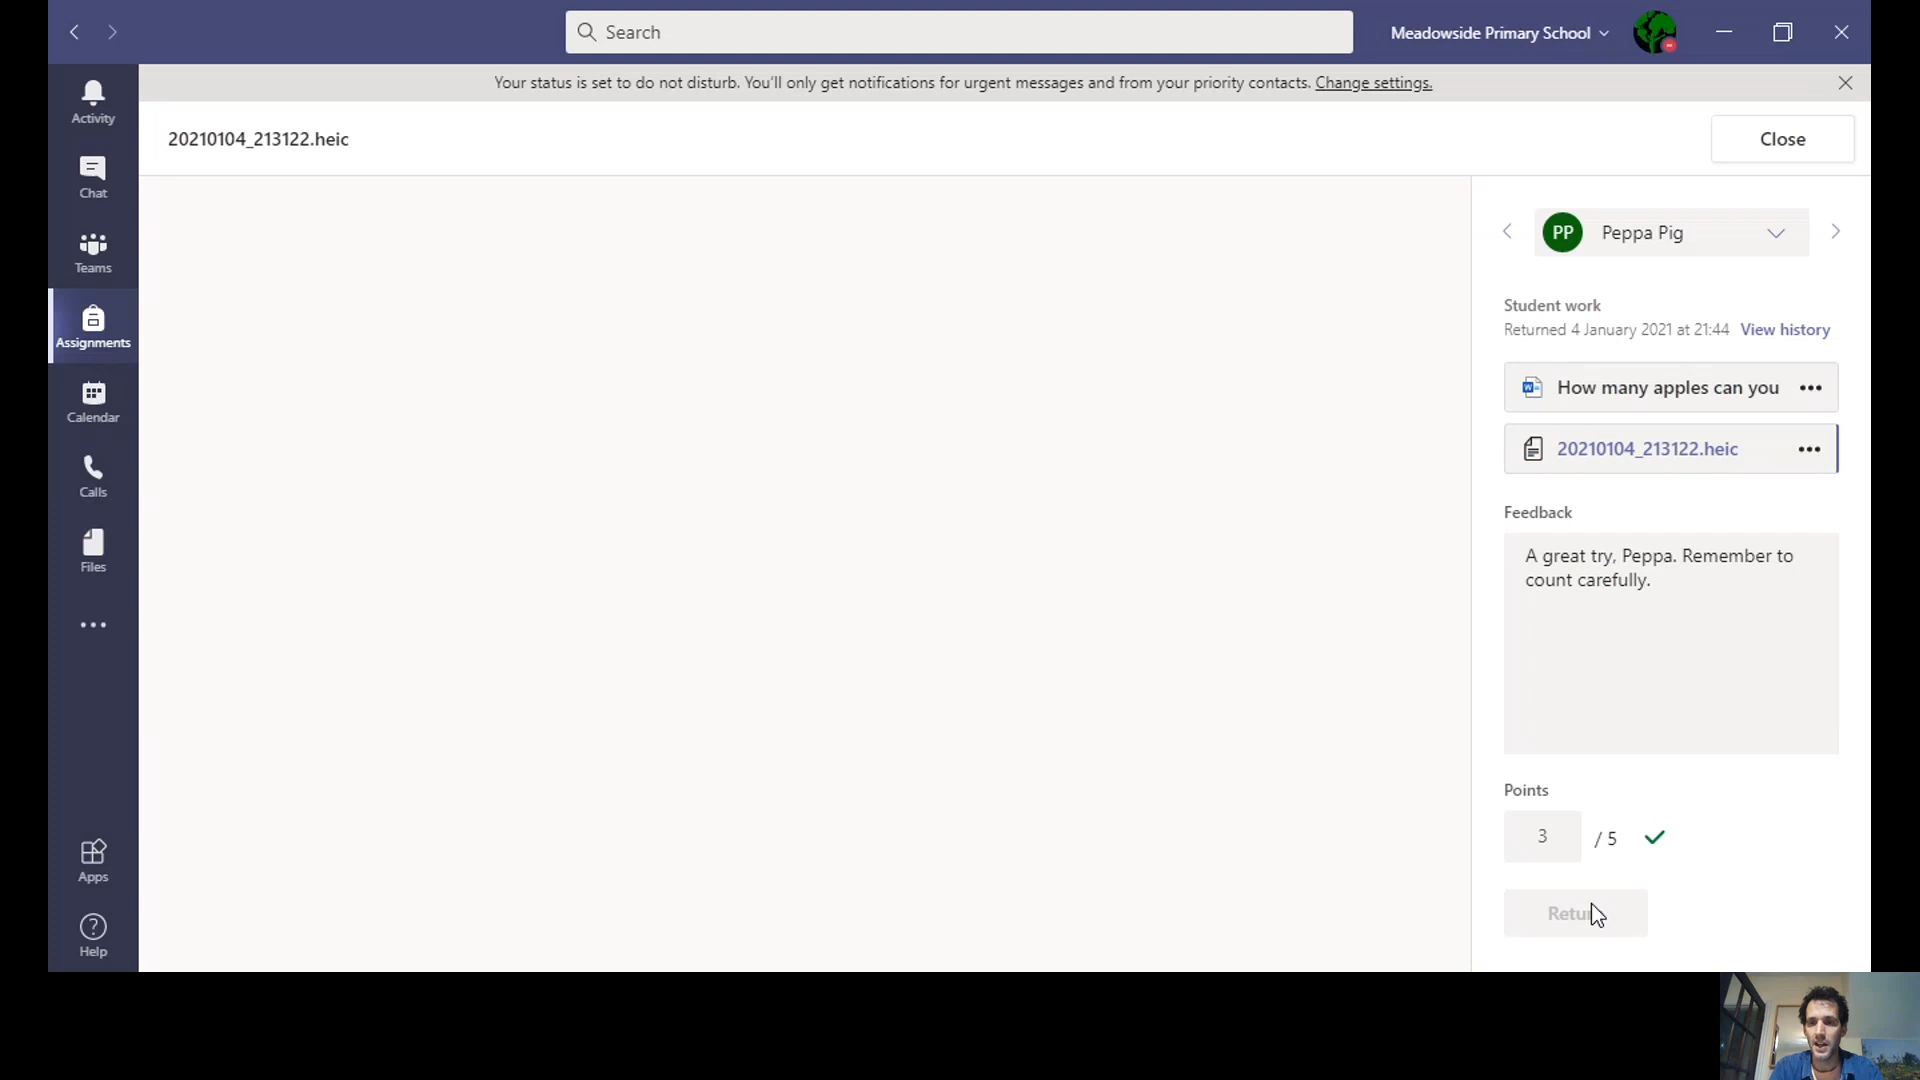 Search
Meadowside Primary School
Your status is set to do not disturb. You'll only get notifications for urgent messages and from your priority contacts. Change settings.
Activity
Chat
Teams
Assignments
Calendar
Calls
Files
Apps
Help
20210104_213122.heic
Close
PP Peppa Pig
Student work
Returned 4 January 2021 at 21:44 View history
How many apples can you
20210104_213122.heic
Feedback
A great try, Peppa. Remember to
count carefully.
Points
3 / 5